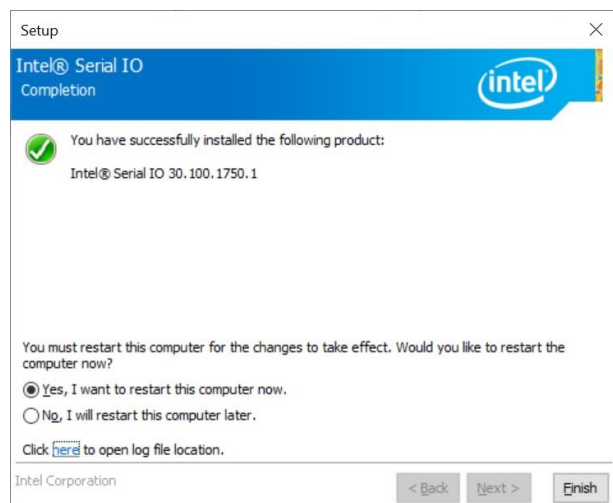 Setup
Intel® Serial IO
Completion
intel
You have successfully installed the following product:
Intel® Serial IO 30.100.1750.1
You must restart this computer for the changes to take effect. Would you like to restart the
computer now?
Yes, I want to restart this computer now.
No, I will restart this computer later.
Click here to open log file location.
Intel Corporation
< Back Next > Finish